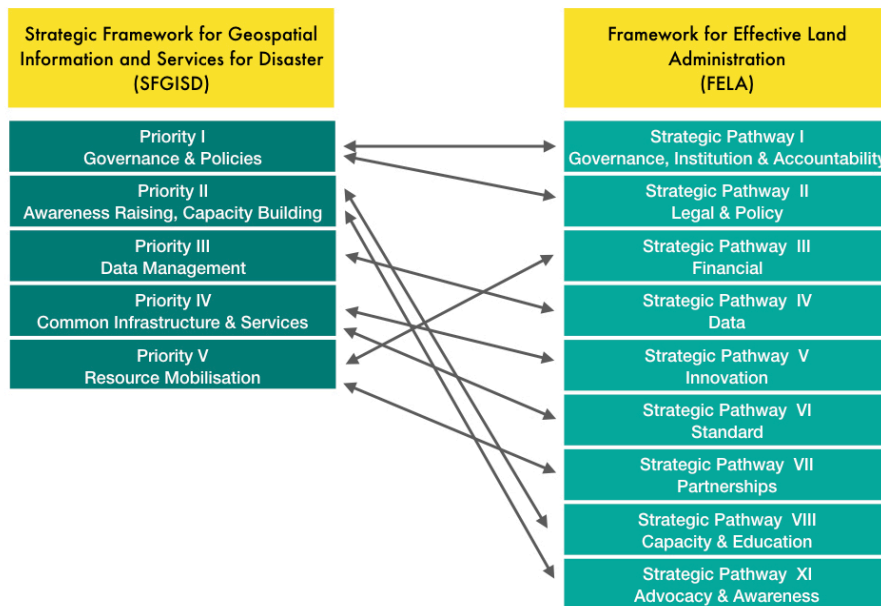 Strategic Framework for Geospatial
Information and Services for Disaster
(SFGISD)
Priority I
Governance & Policies
Priority II
Awareness Raising, Capacity Building
Priority III
Data Management
Priority IV
Common Infrastructure & Services
Priority V
Resource Mobilisation
Framework for Effective Land
Administration
(FELA)
Strategic Pathway I
Governance, Institution & Accountability
Strategic Pathway II
Legal & Policy
Strategic Pathway III
Financial
Strategic Pathway IV
Data
Strategic Pathway V
Innovation
Strategic Pathway VI
Standard
Strategic Pathway VII
Partnerships
Strategic Pathway VIII
Capacity & Education
Strategic Pathway XI
Advocacy & Awareness